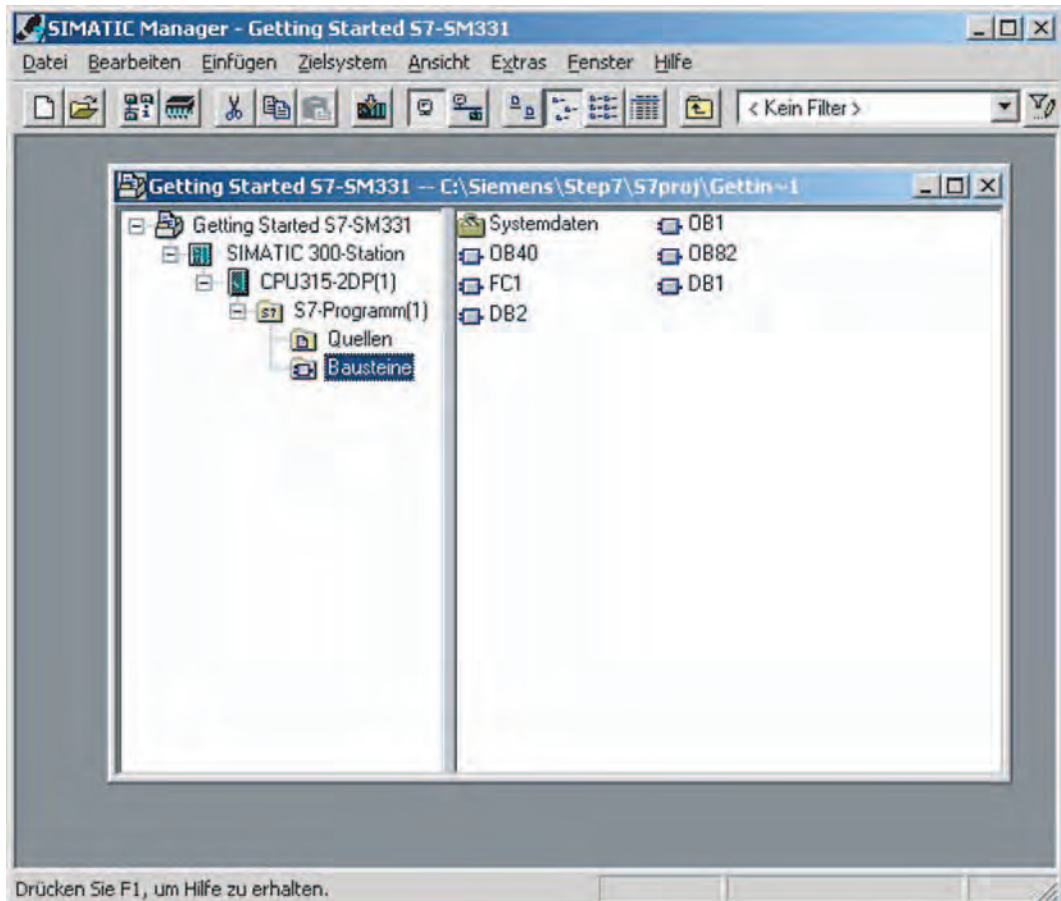 SIMATIC Manager - Getting Started S7-SM331
Datei Bearbeiten Einfügen Zielsystem Ansicht Extras Fenster Hilfe
< Kein Filter >
Getting Started S7-SM331 -- C:\Siemens\Step7\S7proj\Gettin~1
Getting Started S7-SM331
SIMATIC 300-Station
CPU315-2DP(1)
S7-Programm(1)
Quellen
Bausteine
Systemdaten OB1
OB40 OB82
FC1 DB1
DB2
Drücken Sie F1, um Hilfe zu erhalten.